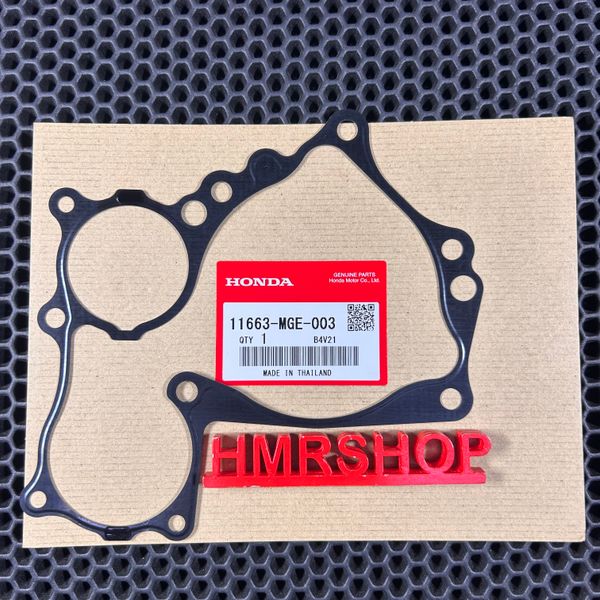 HONDA
GENUINE PARTS
Honda Motor Co., Ltd.
11663-MGE-003
QTY 1 B4V21
MADE IN THAILAND
HMRSHOP